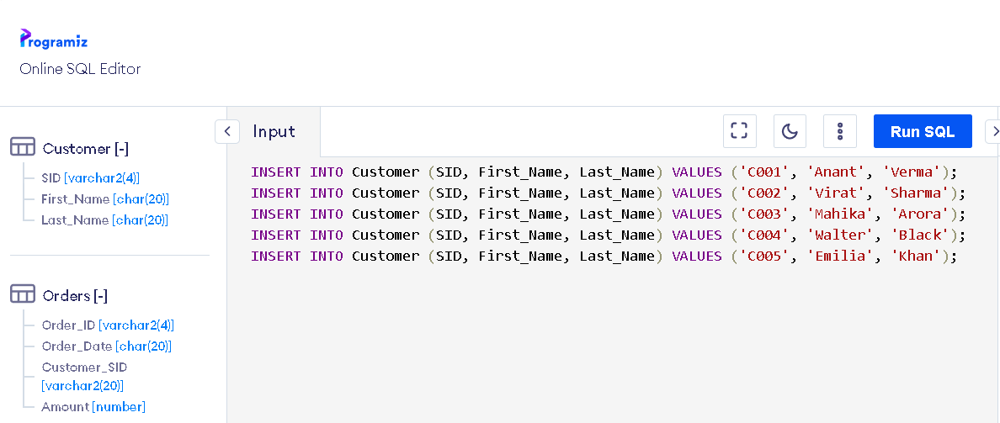 Programiz
Online SQL Editor
Customer [-]
SID [varchar2(4)]
First_Name [char(20)]
Last_Name [char(20)]
Orders [-]
Order_ID [varchar2(4)]
Order_Date [char(20)]
Customer_SID
[varchar2(20)]
Amount [number]
Input
Run SQL
INSERT INTO Customer (SID, First_Name, Last_Name) VALUES ('C001', 'Anant', 'Verma');
INSERT INTO Customer (SID, First_Name, Last_Name) VALUES ('C002', 'Virat', 'Sharma');
INSERT INTO Customer (SID, First_Name, Last_Name) VALUES ('C003', 'Mahika', 'Arora');
INSERT INTO Customer (SID, First_Name, Last_Name) VALUES ('C004', 'Walter', 'Black');
INSERT INTO Customer (SID, First_Name, Last_Name) VALUES ('C005', 'Emilia', 'Khan');